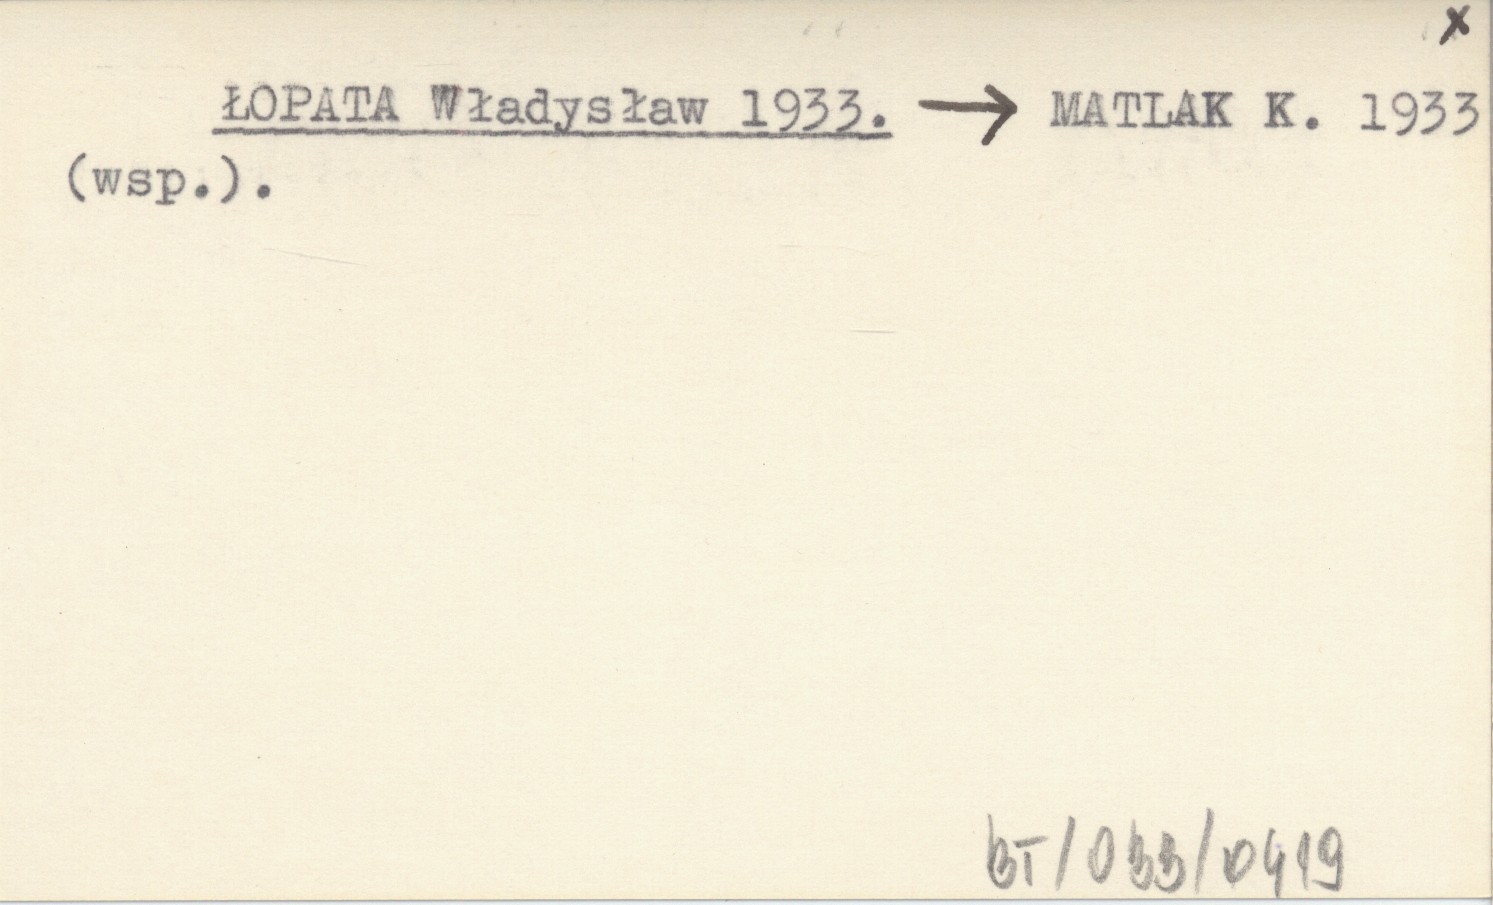 x
ŁOPATA Władysław 1933. → MATLAK K. 1933
(wsp.).
BT/033/0419